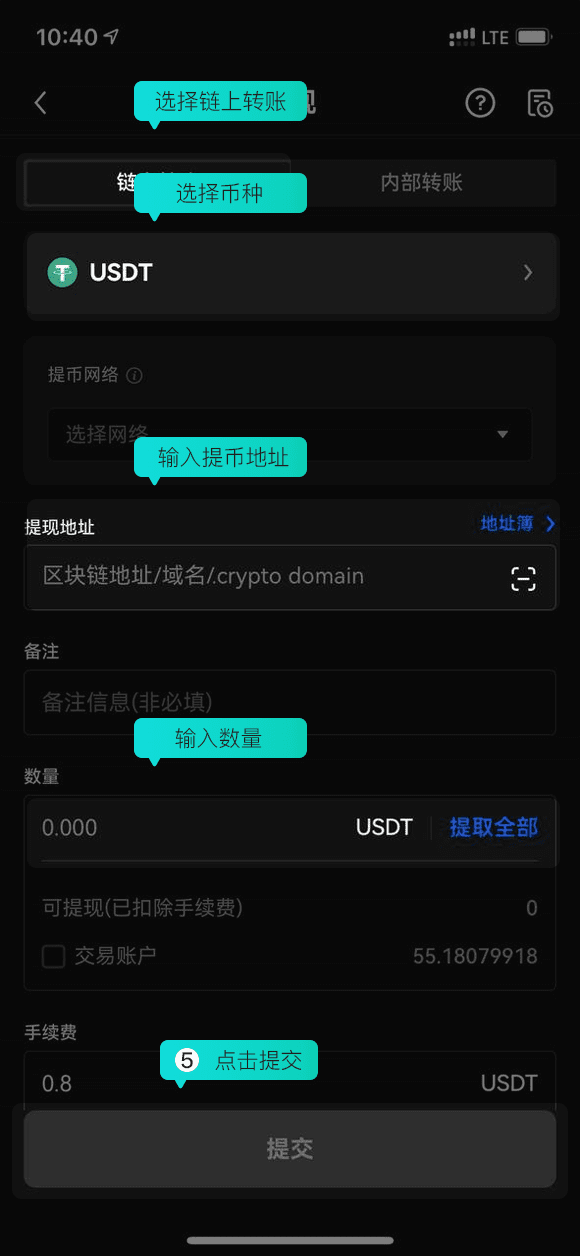 10:40
LTE
选择链上转账
链
选择币种
内部转账
USDT
提币网络
选择网络
输入提币地址
提现地址
地址簿
区块链地址/域名/.crypto domain
备注
备注信息(非必填)
输入数量
数量
0.000 USDT 提取全部
可提现(已扣除手续费) 0
交易账户 55.18079918
手续费
5 点击提交
0.8 USDT
提交